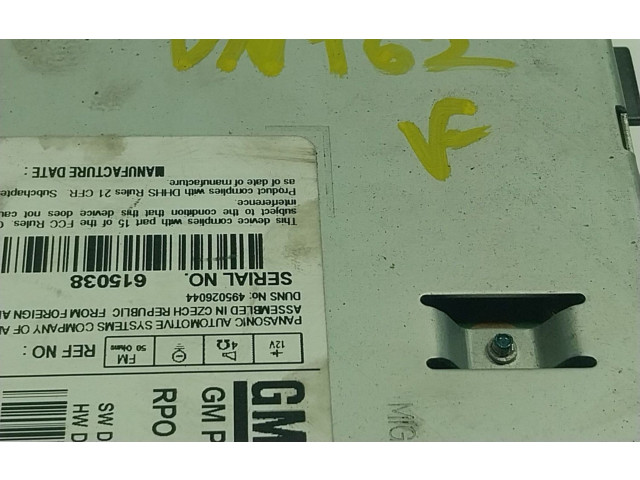 VF
GM
GM P
RPO
SW D
HW D
12V 4Ω FM 50 Ohms REF NO :
PANASONIC AUTOMOTIVE SYSTEMS COMPANY OF
ASSEMBLED IN CZECH REPUBLIC FROM FOREIGN
DUNS No: 495026044
SERIAL NO. 615038
This device complies with part 15 of the FCC Rules.
subject to the condition that this device does not cau
interference.
Product complies with DHHS Rules 21 CFR. Subchapte
as of date of manufacture.
MANUFACTURE DATE :